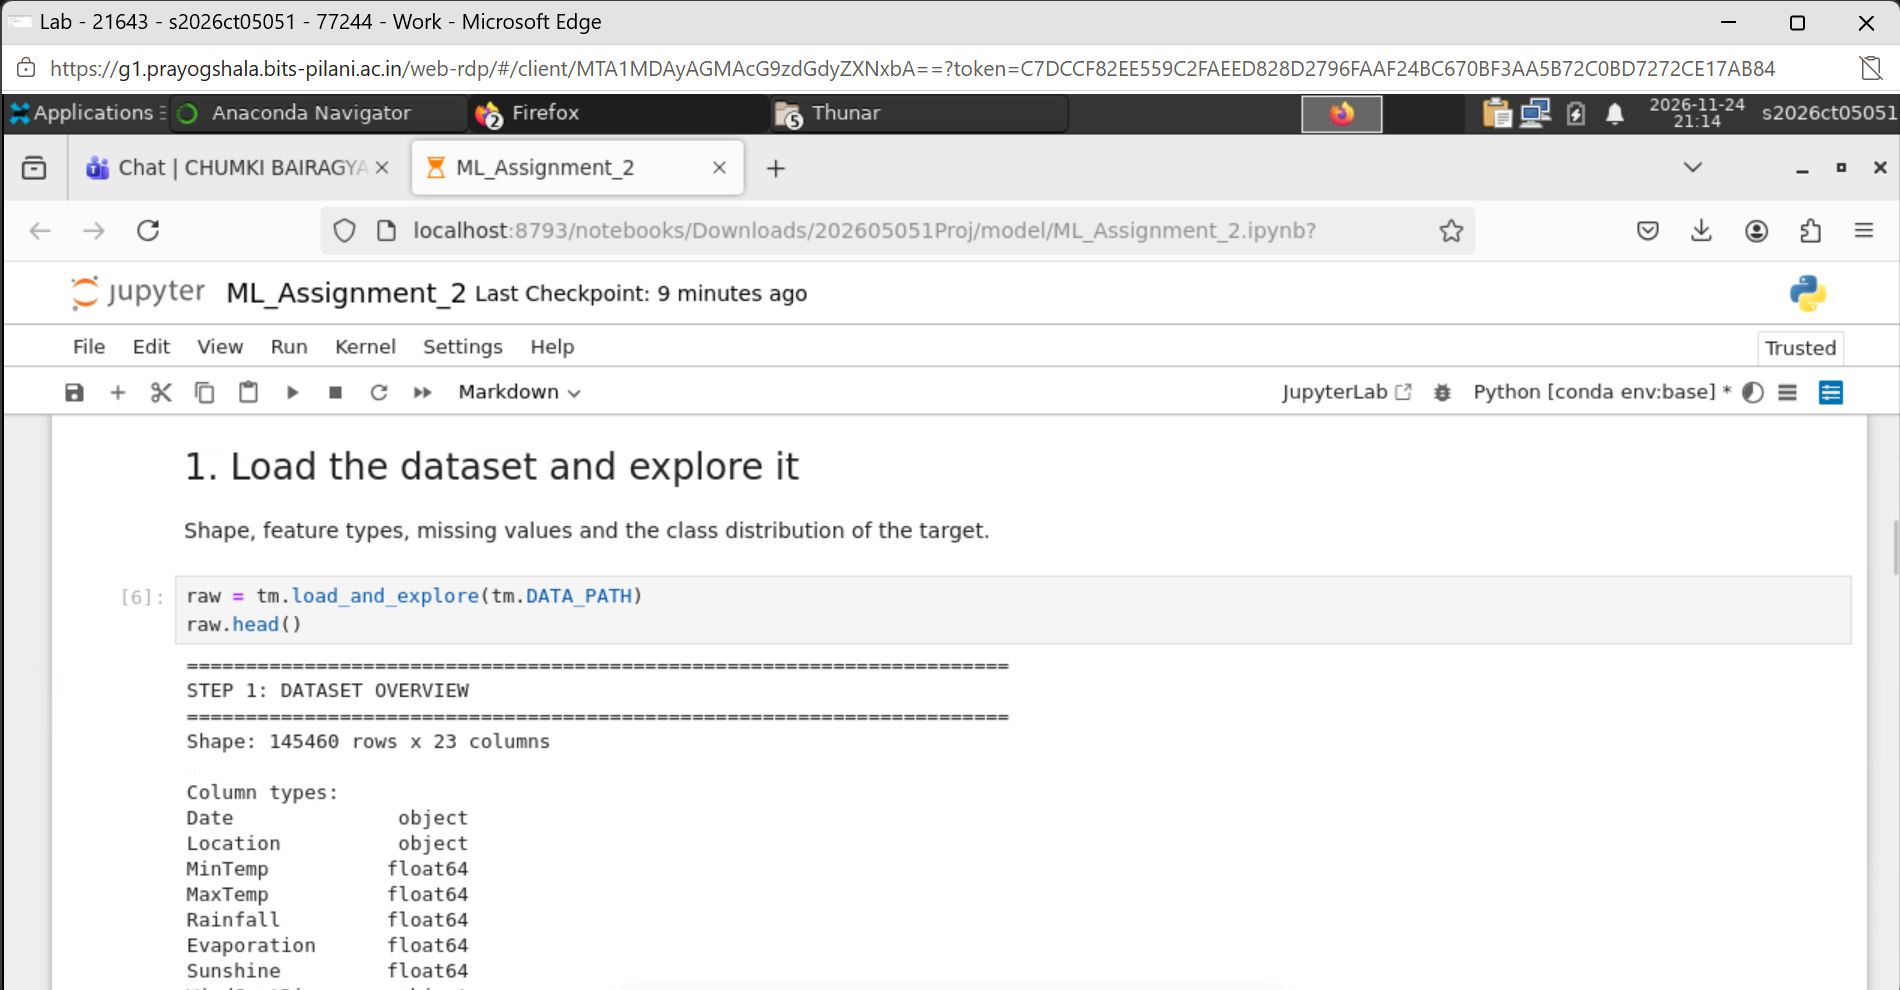 Lab - 21643 - s2026ct05051 - 77244 - Work - Microsoft Edge
https://g1.prayogshala.bits-pilani.ac.in/web-rdp/#/client/MTA1MDAyAGMAcG9zdGdyZXNxbA==?token=C7DCCF82EE559C2FAEED828D2796FAAF24BC670BF3AA5B72C0BD7272CE17AB84
Applications Anaconda Navigator 2 Firefox 5 Thunar 2026-11-24 21:14 s2026ct05051
Chat | CHUMKI BAIRAGYA ML_Assignment_2
localhost:8793/notebooks/Downloads/202605051Proj/model/ML_Assignment_2.ipynb?
jupyter ML_Assignment_2 Last Checkpoint: 9 minutes ago
File Edit View Run Kernel Settings Help Trusted
Markdown JupyterLab Python [conda env:base] *
1. Load the dataset and explore it
Shape, feature types, missing values and the class distribution of the target.
[6]: raw = tm.load_and_explore(tm.DATA_PATH)
raw.head()
======================================================================
STEP 1: DATASET OVERVIEW
======================================================================
Shape: 145460 rows x 23 columns
Column types:
Date object
Location object
MinTemp float64
MaxTemp float64
Rainfall float64
Evaporation float64
Sunshine float64